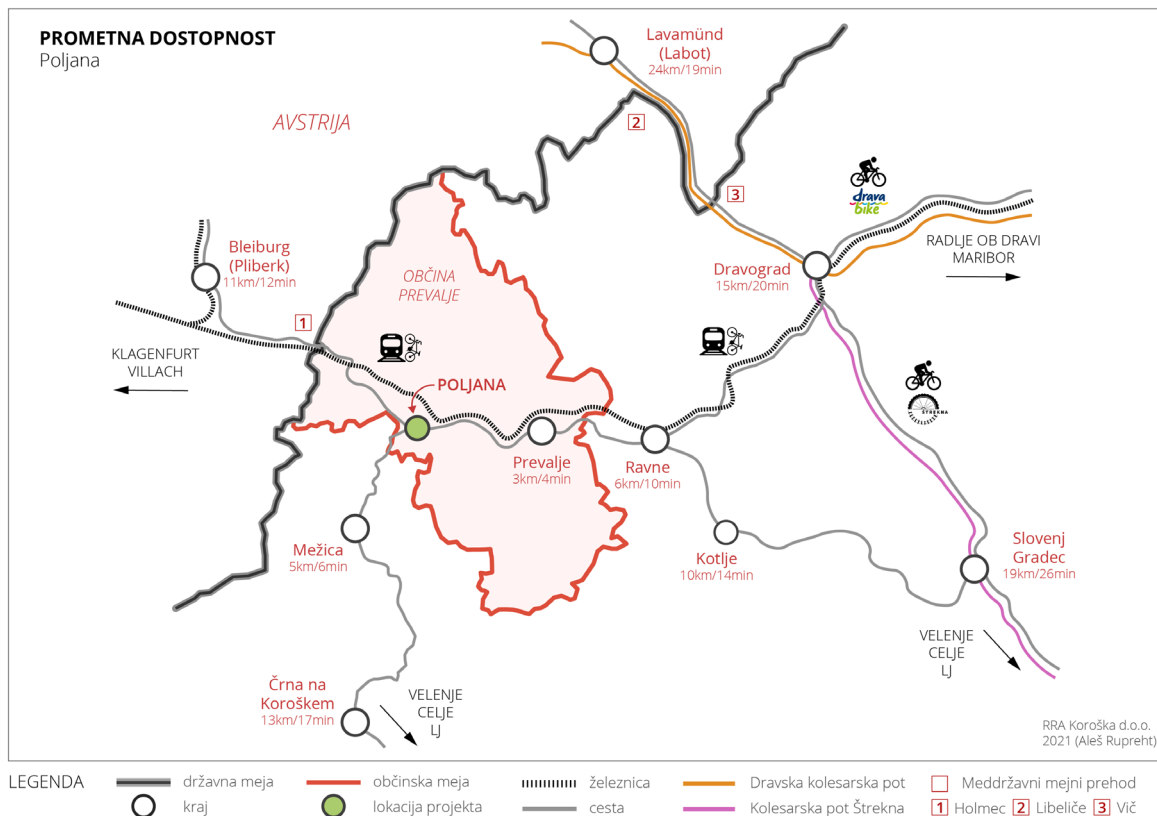 PROMETNA DOSTOPNOST
Poljana
Lavamünd
(Labot)
24km/19min
AVSTRIJA
2
3
drava
bike
Bleiburg
(Pliberk)
11km/12min
OBČINA
PREVALJE
Dravograd
15km/20min
RADLJE OB DRAVI
MARIBOR
1
KLAGENFURT
VILLACH
POLJANA
ŠTREKNA
Prevalje
3km/4min
Ravne
6km/10min
Mežica
5km/6min
Kotlje
10km/14min
Slovenj
Gradec
19km/26min
VELENJE
CELJE
LJ
Črna na
Koroškem
13km/17min
VELENJE
CELJE
LJ
RRA Koroška d.o.o.
2021 (Aleš Rupreht)
LEGENDA
državna meja
občinska meja
železnica
Dravska kolesarska pot
Meddržavni mejni prehod
kraj
lokacija projekta
cesta
Kolesarska pot Štrekna
1 Holmec 2 Libeliče 3 Vič